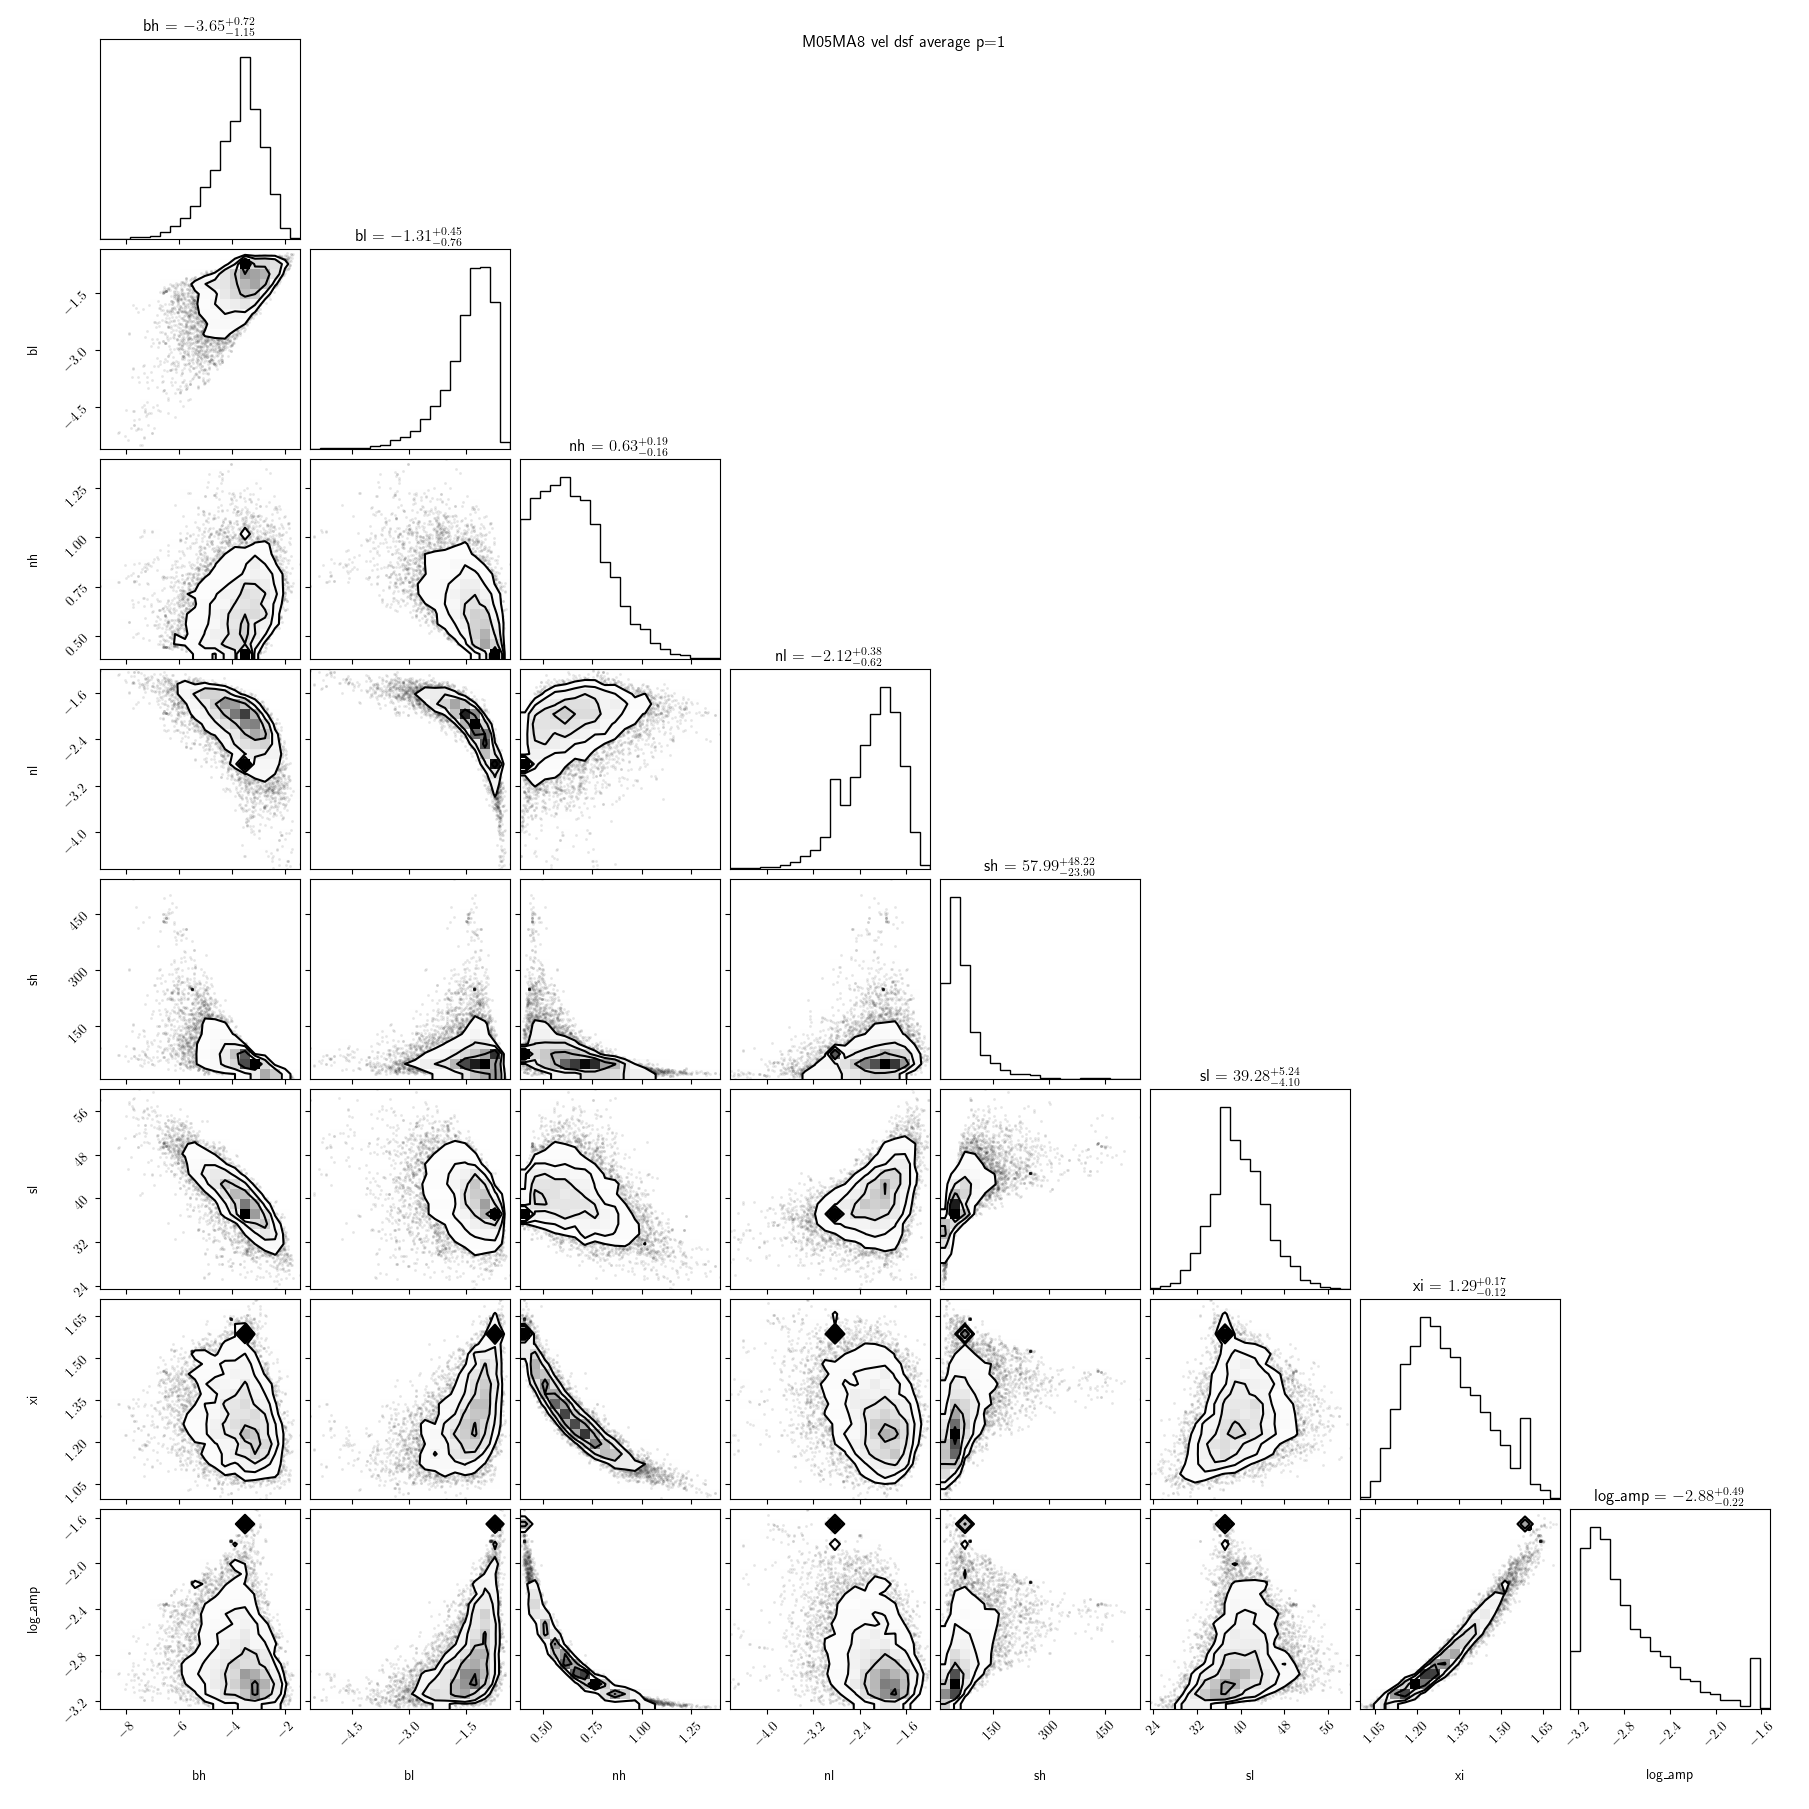 M05MA8 vel dsf average p=1
bh = −3.65 +0.72 −1.15
bl = −1.31 +0.45 −0.76
−1.5
−3.0
−4.5
bl
nh = 0.63 +0.19 −0.16
1.25
1.00
0.75
0.50
nh
nl = −2.12 +0.38 −0.62
−1.6
−2.4
−3.2
−4.0
nl
sh = 57.99 +48.22 −23.90
450
300
150
sh
sl = 39.28 +5.24 −4.10
56
48
40
32
24
sl
xi = 1.29 +0.17 −0.12
1.65
1.50
1.35
1.20
1.05
xi
log_amp = −2.88 +0.49 −0.22
−1.6
−2.0
−2.4
−2.8
−3.2
log_amp
−8 −6 −4 −2 −4.5 −3.0 −1.5 0.50 0.75 1.00 1.25 −4.0 −3.2 −2.4 −1.6 150 300 450 24 32 40 48 56 1.05 1.20 1.35 1.50 1.65 −3.2 −2.8 −2.4 −2.0 −1.6
bh bl nh nl sh sl xi log_amp